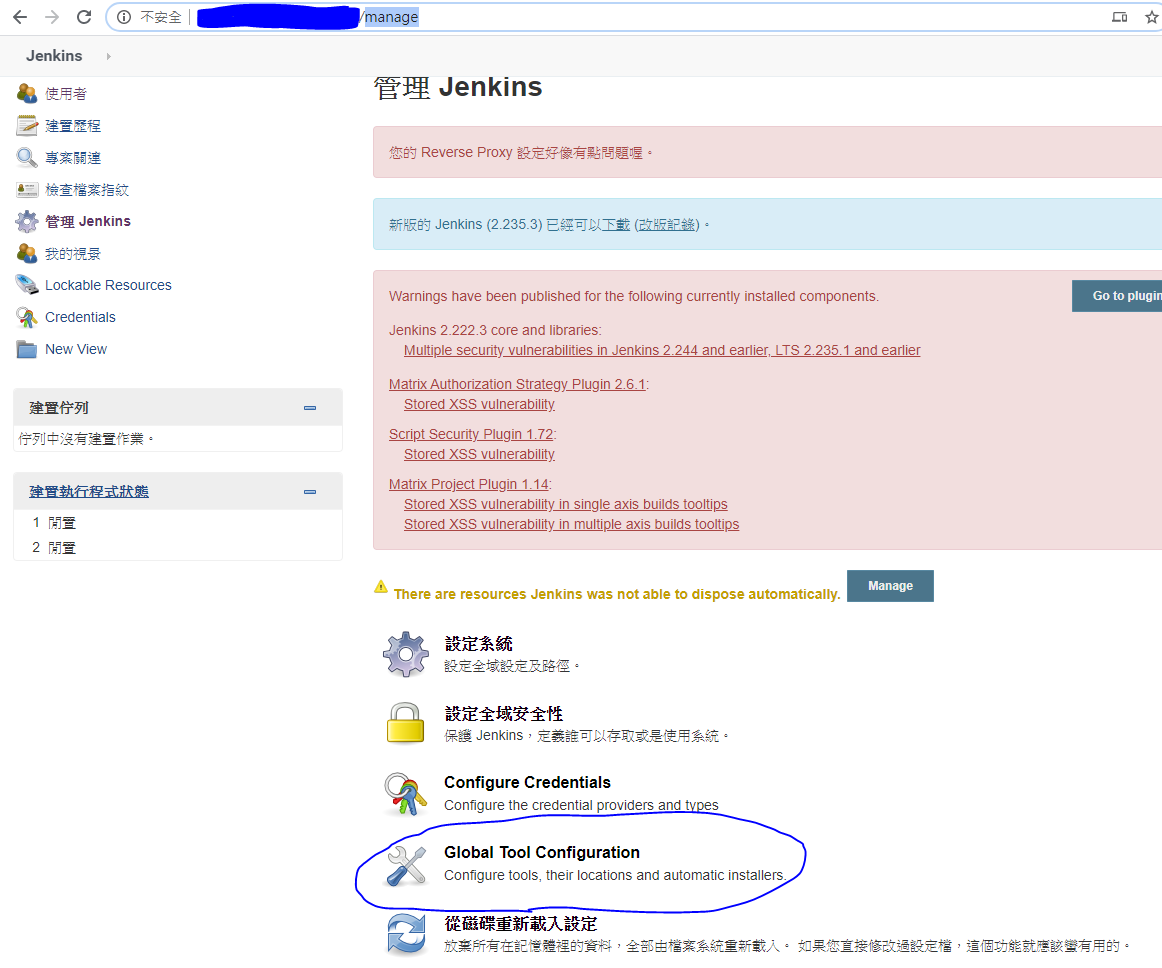 不安全
/manage
Jenkins
使用者
建置歷程
專案關連
檢查檔案指紋
管理 Jenkins
我的視景
Lockable Resources
Credentials
New View
建置佇列
佇列中沒有建置作業。
建置執行程式狀態
1 閒置
2 閒置
管理 Jenkins
您的 Reverse Proxy 設定好像有點問題喔。
新版的 Jenkins (2.235.3) 已經可以下載 (改版記錄)。
Warnings have been published for the following currently installed components.
Go to plugin
Jenkins 2.222.3 core and libraries:
Multiple security vulnerabilities in Jenkins 2.244 and earlier, LTS 2.235.1 and earlier
Matrix Authorization Strategy Plugin 2.6.1:
Stored XSS vulnerability
Script Security Plugin 1.72:
Stored XSS vulnerability
Matrix Project Plugin 1.14:
Stored XSS vulnerability in single axis builds tooltips
Stored XSS vulnerability in multiple axis builds tooltips
There are resources Jenkins was not able to dispose automatically.
Manage
設定系統
設定全域設定及路徑。
設定全域安全性
保護 Jenkins，定義誰可以存取或是使用系統。
Configure Credentials
Configure the credential providers and types
Global Tool Configuration
Configure tools, their locations and automatic installers.
從磁碟重新載入設定
放棄所有在記憶體裡的資料，全部由檔案系統重新載入。 如果您直接修改過設定檔，這個功能就應該蠻有用的。